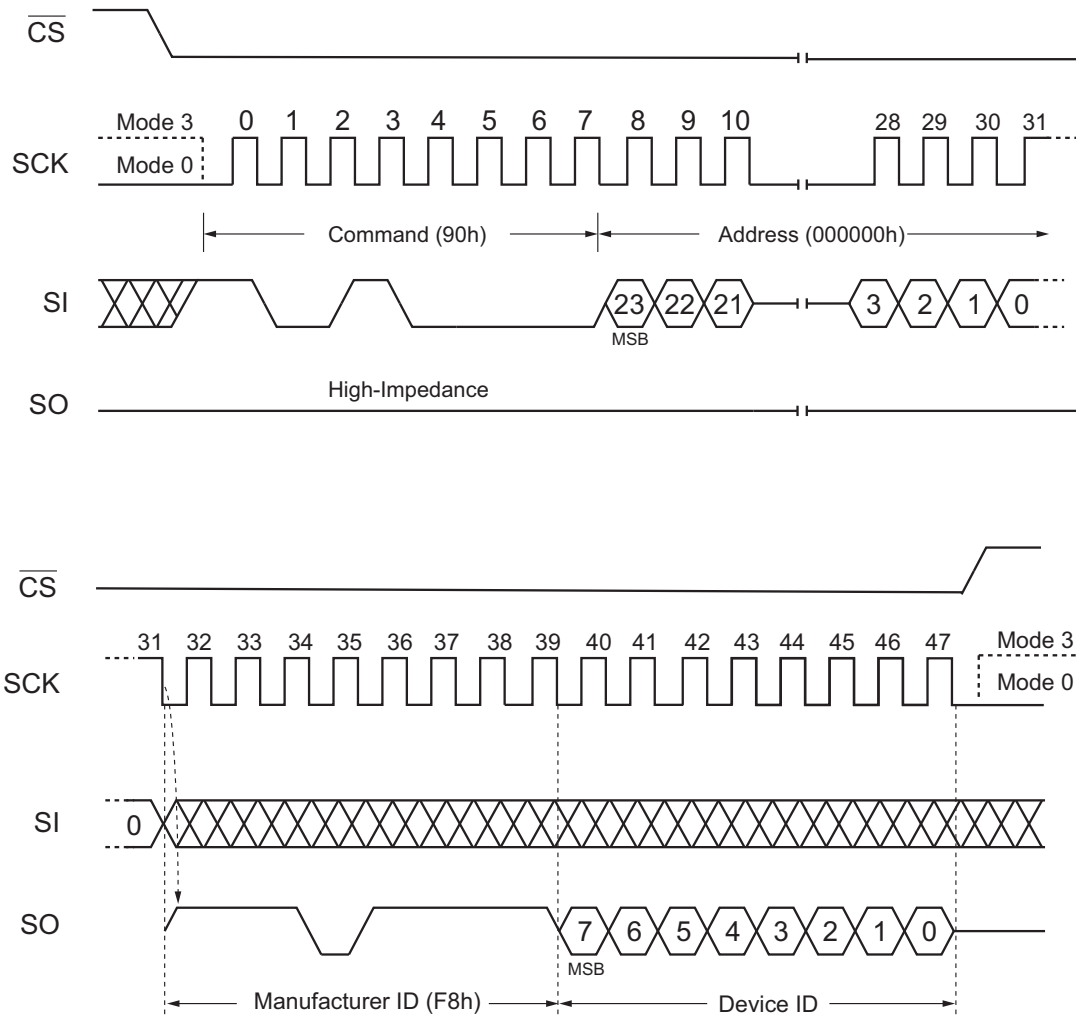 CS
Mode 3
0 1 2 3 4 5 6 7 8 9 10 28 29 30 31
SCK
Mode 0
Command (90h)
Address (000000h)
SI
23 22 21 3 2 1 0
MSB
High-Impedance
SO
CS
31 32 33 34 35 36 37 38 39 40 41 42 43 44 45 46 47
Mode 3
SCK
Mode 0
SI
0
SO
7 6 5 4 3 2 1 0
MSB
Manufacturer ID (F8h)
Device ID